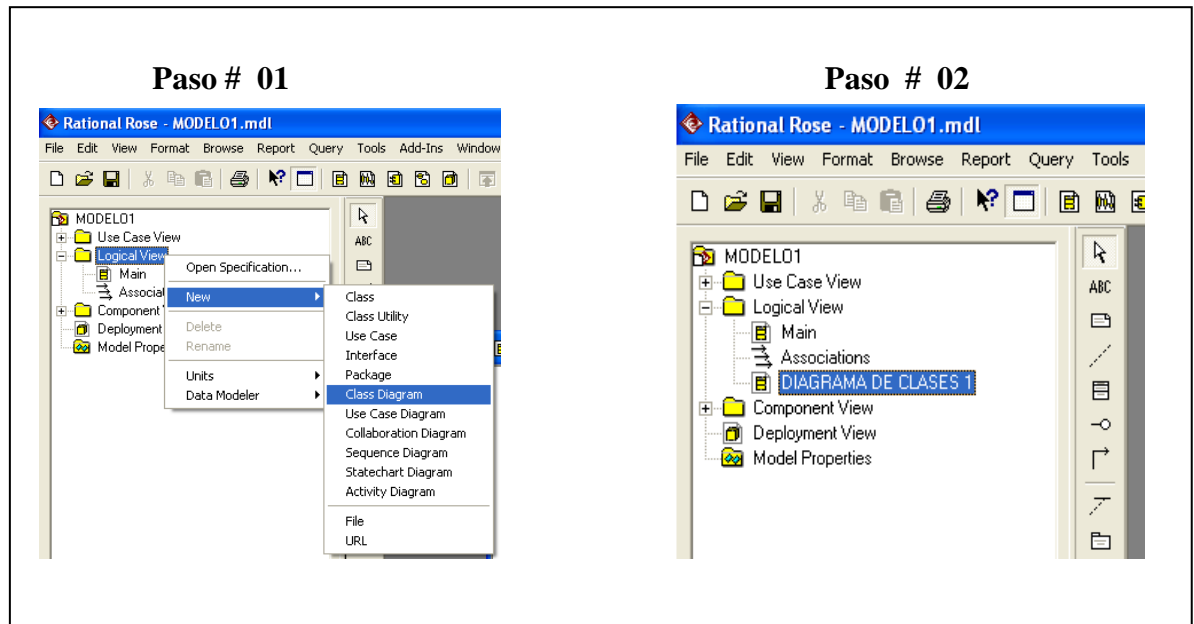 Paso # 01
Rational Rose - MODELO1.mdl
File Edit View Format Browse Report Query Tools Add-Ins Window
MODELO1
Use Case View
Logical View
Main
Associat
Component
Deployment
Model Prope
Open Specification...
New
Delete
Rename
Units
Data Modeler
Class
Class Utility
Use Case
Interface
Package
Class Diagram
Use Case Diagram
Collaboration Diagram
Sequence Diagram
Statechart Diagram
Activity Diagram
File
URL
ABC
Paso # 02
Rational Rose - MODELO1.mdl
File Edit View Format Browse Report Query Tools
MODELO1
Use Case View
Logical View
Main
Associations
DIAGRAMA DE CLASES 1
Component View
Deployment View
Model Properties
ABC